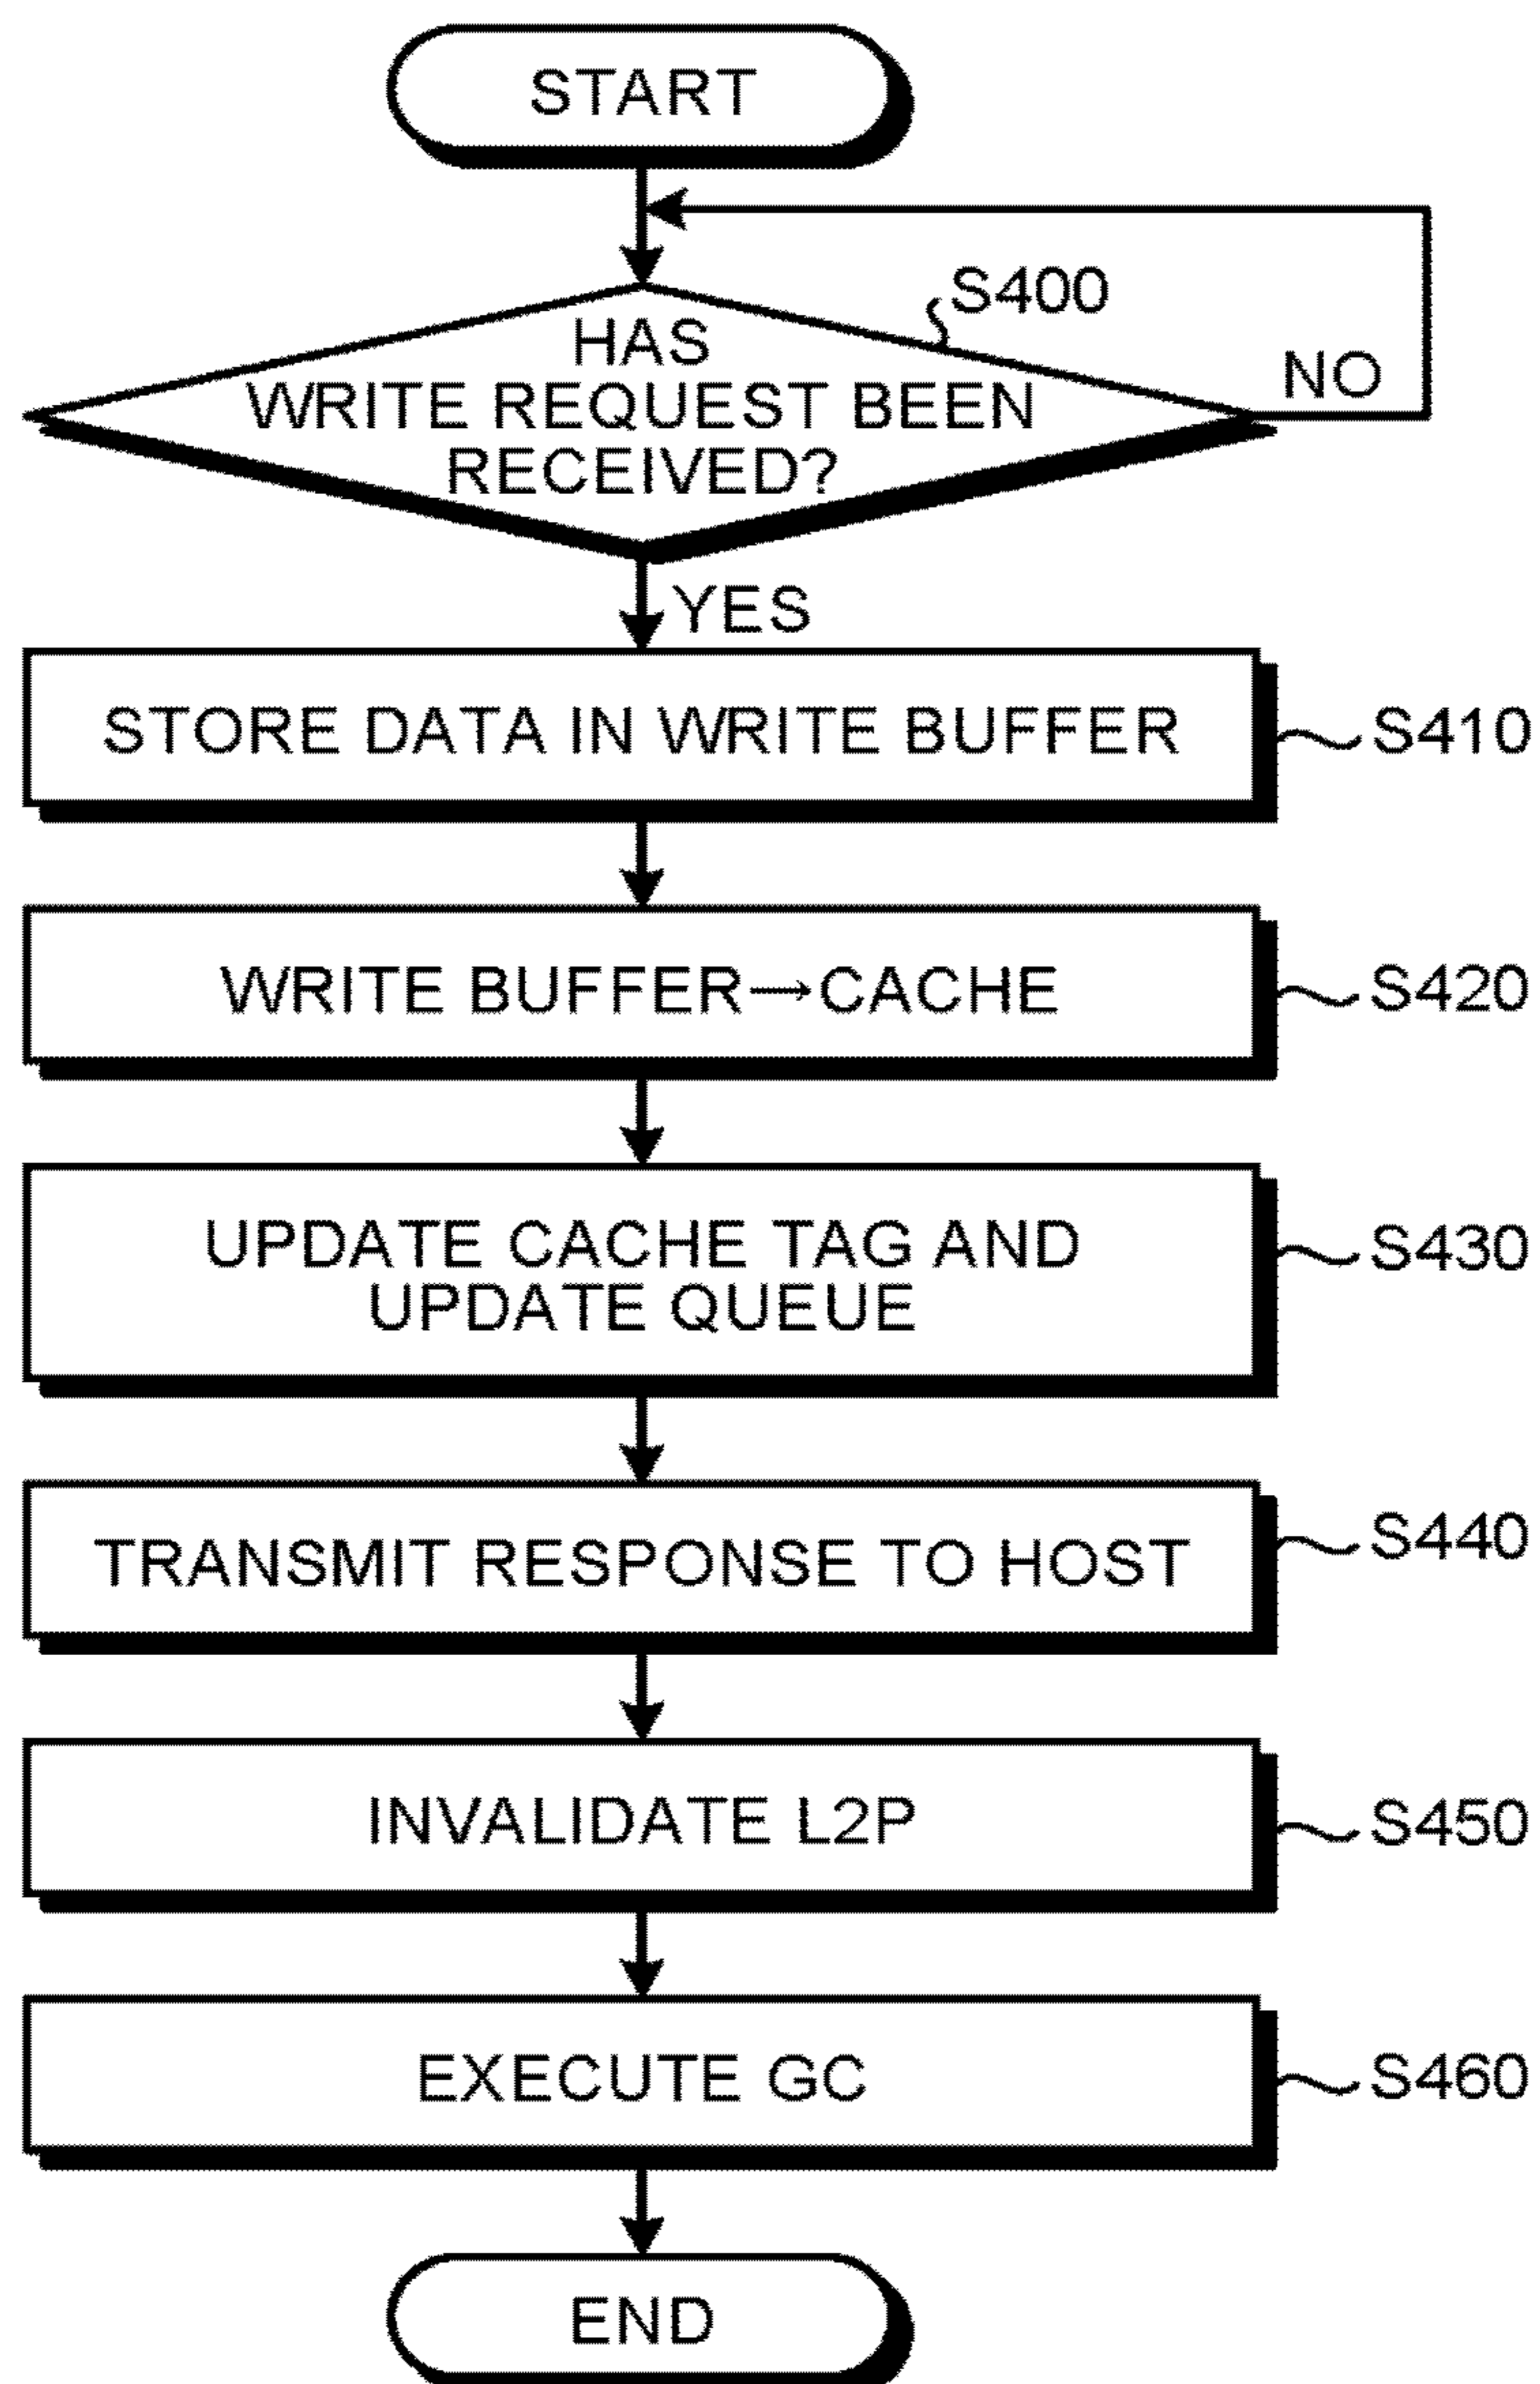 START
S400
HAS
WRITE REQUEST BEEN
RECEIVED?
NO
YES
STORE DATA IN WRITE BUFFER
S410
WRITE BUFFER→CACHE
S420
UPDATE CACHE TAG AND
UPDATE QUEUE
S430
TRANSMIT RESPONSE TO HOST
S440
INVALIDATE L2P
S450
EXECUTE GC
S460
END